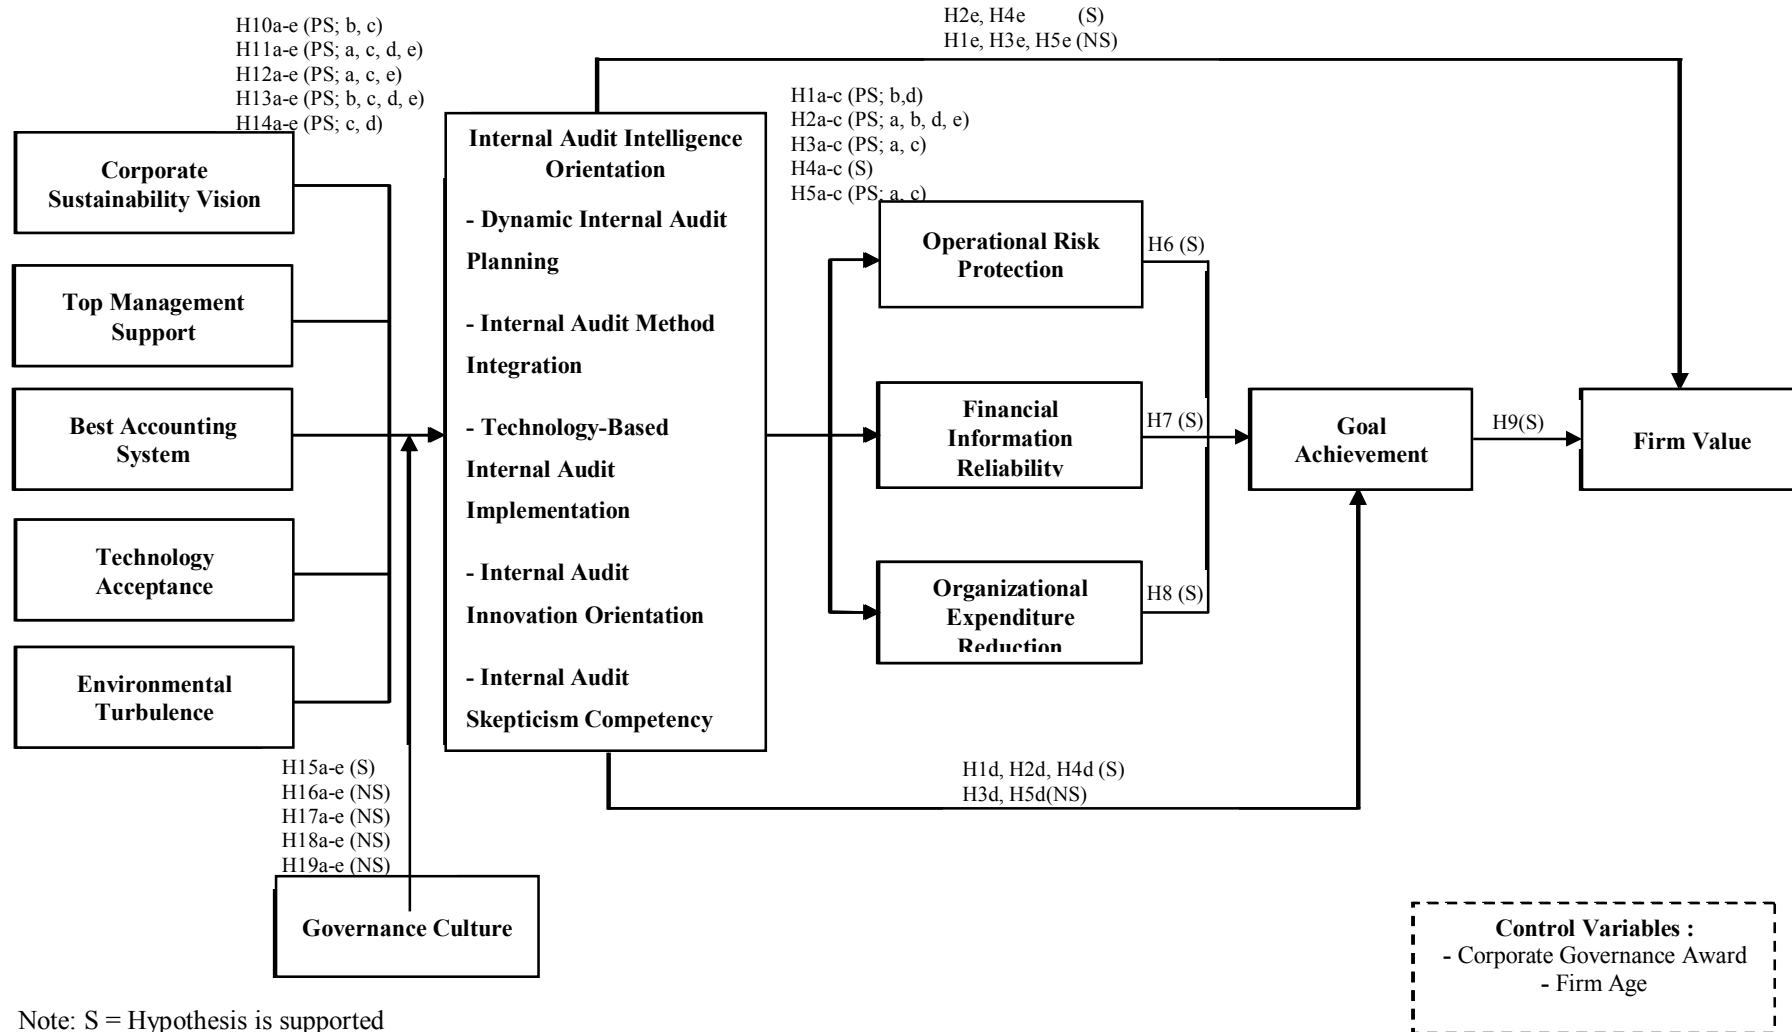 H10a-e (PS; b, c)
H11a-e (PS; a, c, d, e)
H12a-e (PS; a, c, e)
H13a-e (PS; b, c, d, e)
H14a-e (PS; c, d)
H2e, H4e (S)
H1e, H3e, H5e (NS)
H1a-c (PS; b,d)
H2a-c (PS; a, b, d, e)
H3a-c (PS; a, c)
H4a-c (S)
H5a-c (PS; a, c)
Corporate
Sustainability Vision
Top Management
Support
Best Accounting
System
Technology
Acceptance
Environmental
Turbulence
Internal Audit Intelligence
Orientation
- Dynamic Internal Audit
Planning
- Internal Audit Method
Integration
- Technology-Based
Internal Audit
Implementation
- Internal Audit
Innovation Orientation
- Internal Audit
Skepticism Competency
Operational Risk
Protection
Financial
Information
Reliability
Organizational
Expenditure
Reduction
H6 (S)
H7 (S)
H8 (S)
Goal
Achievement
H9(S)
Firm Value
H15a-e (S)
H16a-e (NS)
H17a-e (NS)
H18a-e (NS)
H19a-e (NS)
Governance Culture
H1d, H2d, H4d (S)
H3d, H5d(NS)
Control Variables :
- Corporate Governance Award
- Firm Age
Note: S = Hypothesis is supported